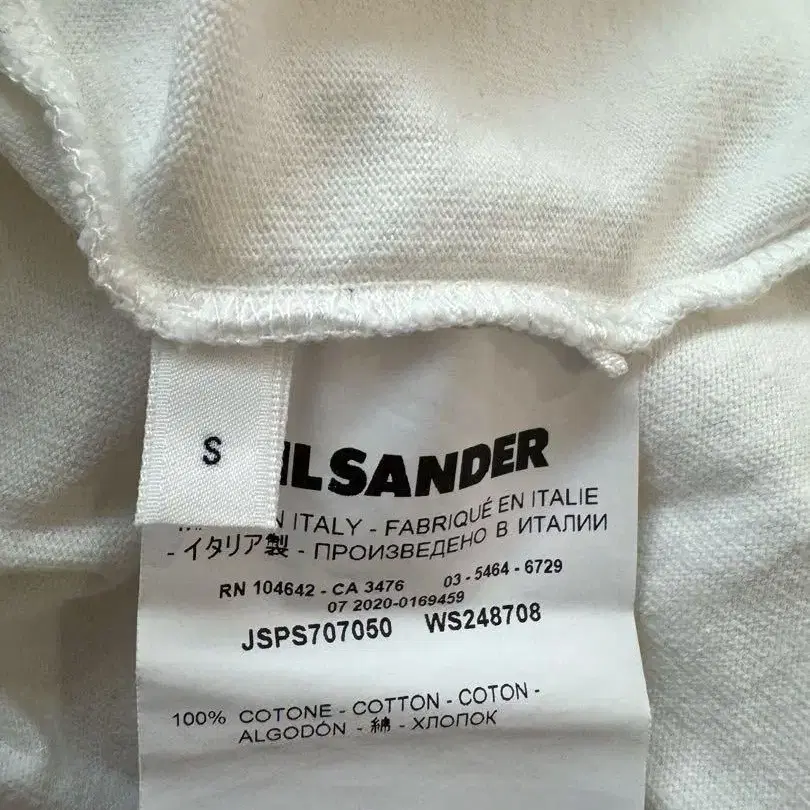 S
IL SANDER
N ITALY - FABRIQUÉ EN ITALIE
- イタリア製 - ПРОИЗВЕДЕНО В ИТАЛИИ
RN 104642 - CA 3476 03-5464-6729
07 2020-0169459
JSPS707050 WS248708
100% COTONE - COTTON - COTON -
ALGODÓN - 綿 - ХЛОПОК